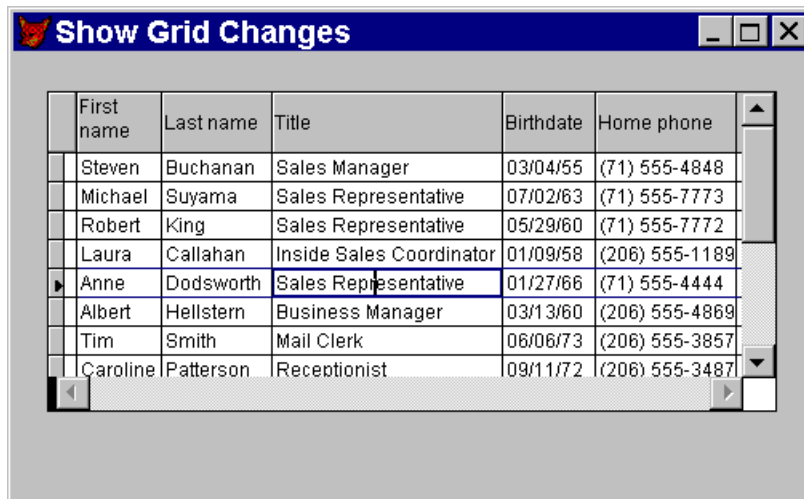 Show Grid Changes
First name Last name Title Birthdate Home phone
Steven Buchanan Sales Manager 03/04/55 (71) 555-4848
Michael Suyama Sales Representative 07/02/63 (71) 555-7773
Robert King Sales Representative 05/29/60 (71) 555-7772
Laura Callahan Inside Sales Coordinator 01/09/58 (206) 555-1189
Anne Dodsworth Sales Representative 01/27/66 (71) 555-4444
Albert Hellstern Business Manager 03/13/60 (206) 555-4869
Tim Smith Mail Clerk 06/06/73 (206) 555-3857
Caroline Patterson Receptionist 09/11/72 (206) 555-3487